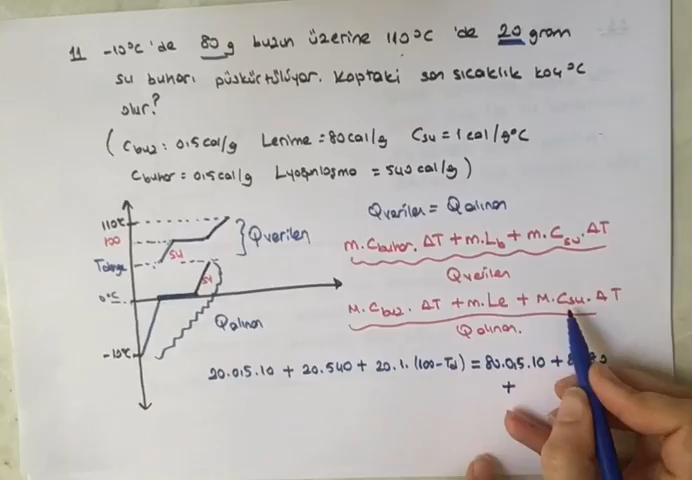 11 -10°C 'de 80 g buzun üzerine 110°C 'de 20 gram
su buharı püskürtülüyor. Kaptaki son sıcaklık kaç °C
olur?
( Cbuz : 0,5 cal/g Lerime = 80 cal/g Csu = 1 cal/g°C
Cbuhar = 0,5 cal/g Lyoğunlaşma = 540 cal/g )
Qverilen = Qalınan
110°C
100
Tdenge
0°C
-10°C
su
su
Qverilen
Qalınan
m.Cbuhar. ΔT + m.Lb + m.Csu.ΔT
Qverilen
m.Cbuz. ΔT + m.Le + m.Csu.ΔT
Qalınan.
20.0,5.10 + 20.540 + 20.1.(100-Td) = 80.0,5.10 +
+